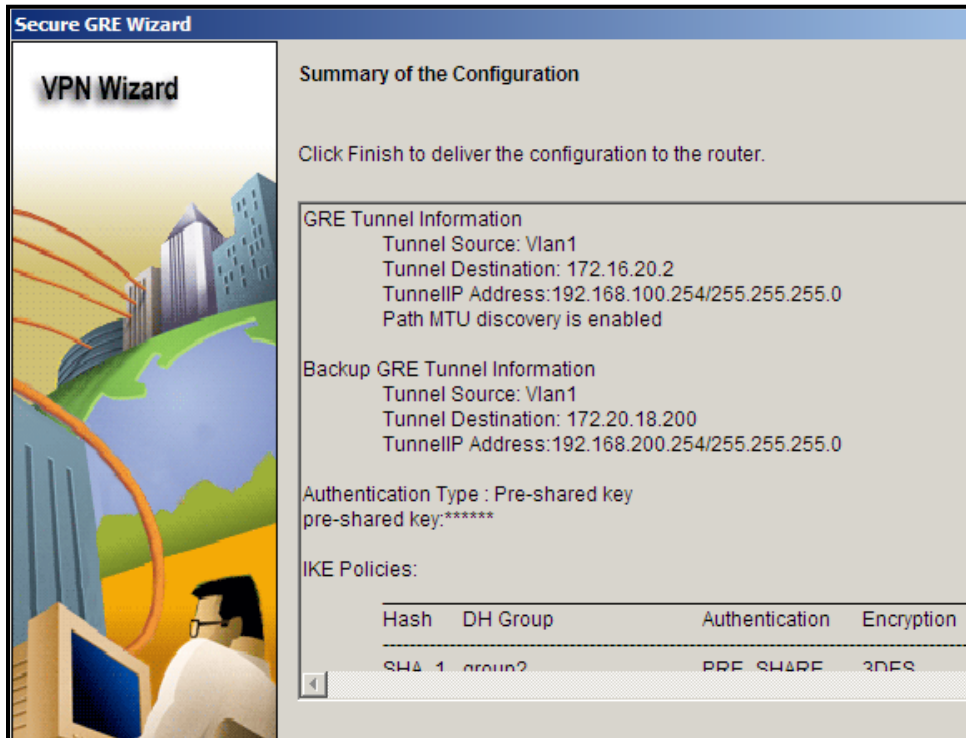 Secure GRE Wizard
VPN Wizard
Summary of the Configuration
Click Finish to deliver the configuration to the router.
GRE Tunnel Information
Tunnel Source: Vlan1
Tunnel Destination: 172.16.20.2
TunnelIP Address:192.168.100.254/255.255.255.0
Path MTU discovery is enabled
Backup GRE Tunnel Information
Tunnel Source: Vlan1
Tunnel Destination: 172.20.18.200
TunnelIP Address:192.168.200.254/255.255.255.0
Authentication Type : Pre-shared key
pre-shared key:******
IKE Policies:
Hash DH Group Authentication Encryption
SHA_1 group2 PRE_SHARE 3DES